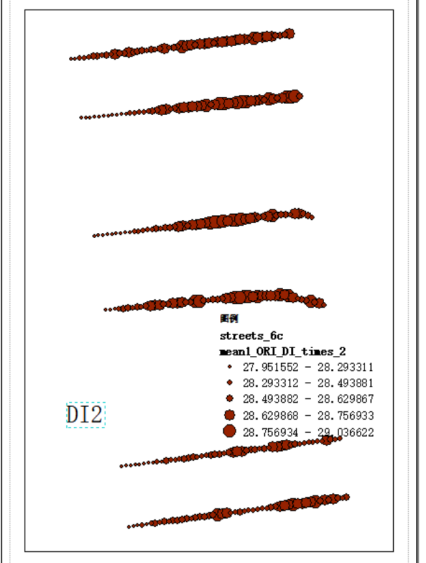 图例
streets_6c
mean1_ORI_DI_times_2
27.951552 - 28.293311
28.293312 - 28.493881
28.493882 - 28.629867
28.629868 - 28.756933
28.756934 - 29.036622
DI2